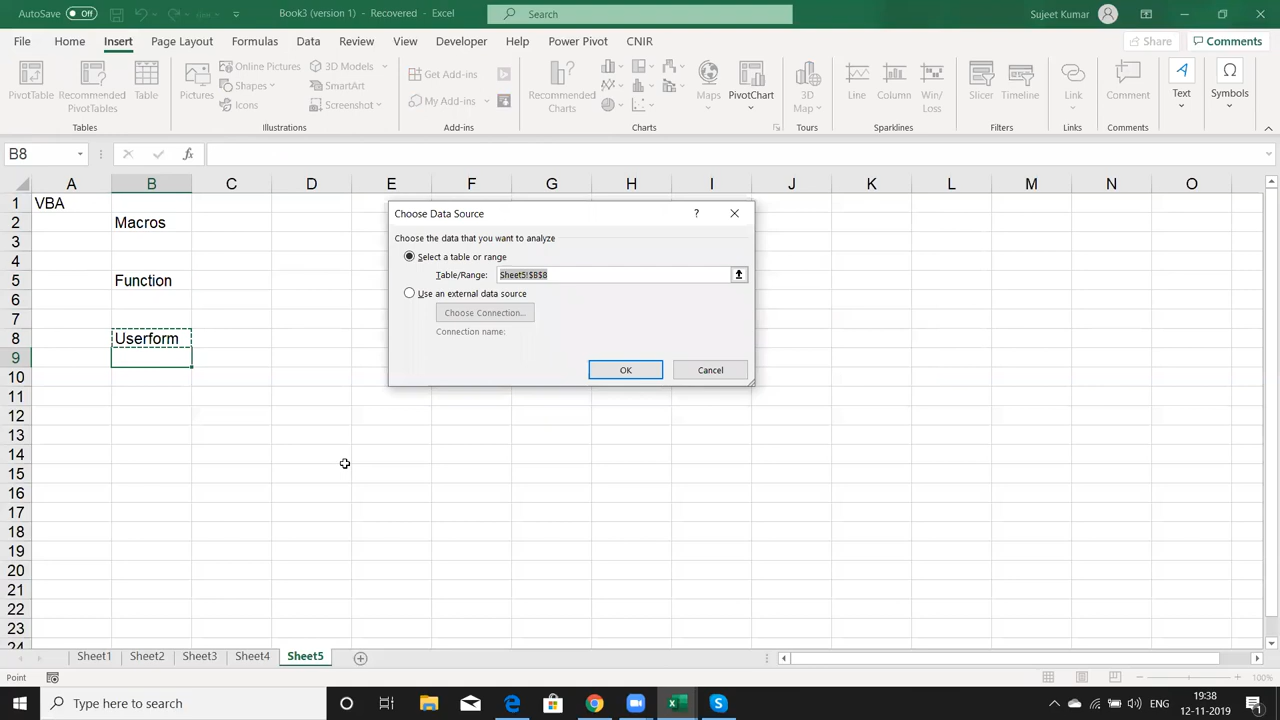 AutoSave Off
Book3 (version 1) - Recovered - Excel
Search
Sujeet Kumar
File Home Insert Page Layout Formulas Data Review View Developer Help Power Pivot CNIR
Share Comments
PivotTable
Recommended PivotTables
Table
Tables
Pictures
Online Pictures
Shapes
Icons
3D Models
SmartArt
Screenshot
Illustrations
Get Add-ins
My Add-ins
Add-ins
Recommended Charts
Maps
PivotChart
Charts
3D Map
Tours
Line
Column
Win/Loss
Sparklines
Slicer
Timeline
Filters
Link
Links
Comment
Comments
Text
Symbols
B8
fx
A B C D E F G H I J K L M N O
1 VBA
2 Macros
3
4
5 Function
6
7
8 Userform
9
10
11
12
13
14
15
16
17
18
19
20
21
22
23
24
Choose Data Source
?
Choose the data that you want to analyze
Select a table or range
Table/Range: Sheet5!$B$8
Use an external data source
Choose Connection...
Connection name:
OK Cancel
Sheet1 Sheet2 Sheet3 Sheet4 Sheet5
Point
100%
Type here to search
ENG
19:38
12-11-2019